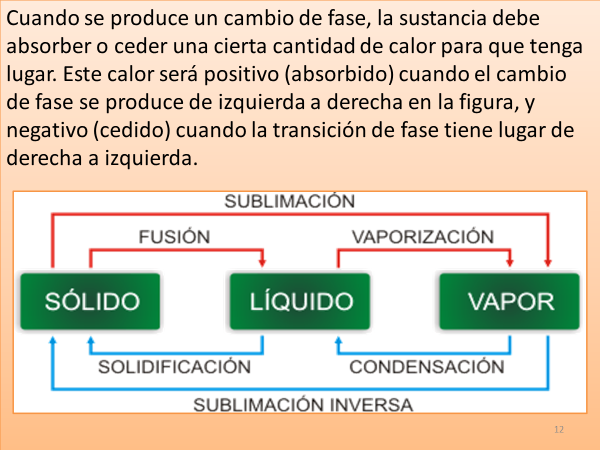 Cuando se produce un cambio de fase, la sustancia debe
absorber o ceder una cierta cantidad de calor para que tenga
lugar. Este calor será positivo (absorbido) cuando el cambio
de fase se produce de izquierda a derecha en la figura, y
negativo (cedido) cuando la transición de fase tiene lugar de
derecha a izquierda.
SUBLIMACIÓN
FUSIÓN
VAPORIZACIÓN
SÓLIDO
LÍQUIDO
VAPOR
SOLIDIFICACIÓN
CONDENSACIÓN
SUBLIMACIÓN INVERSA
12